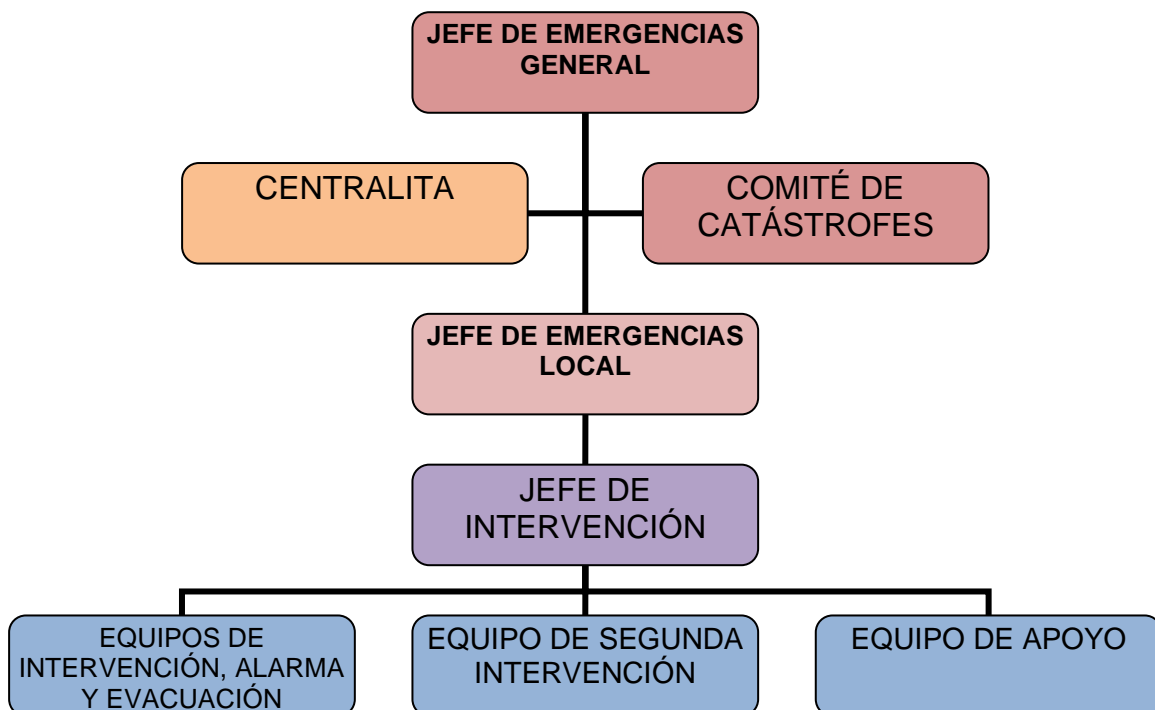 JEFE DE EMERGENCIAS
GENERAL
CENTRALITA
COMITÉ DE
CATÁSTROFES
JEFE DE EMERGENCIAS
LOCAL
JEFE DE
INTERVENCIÓN
EQUIPOS DE
INTERVENCIÓN, ALARMA
Y EVACUACIÓN
EQUIPO DE SEGUNDA
INTERVENCIÓN
EQUIPO DE APOYO